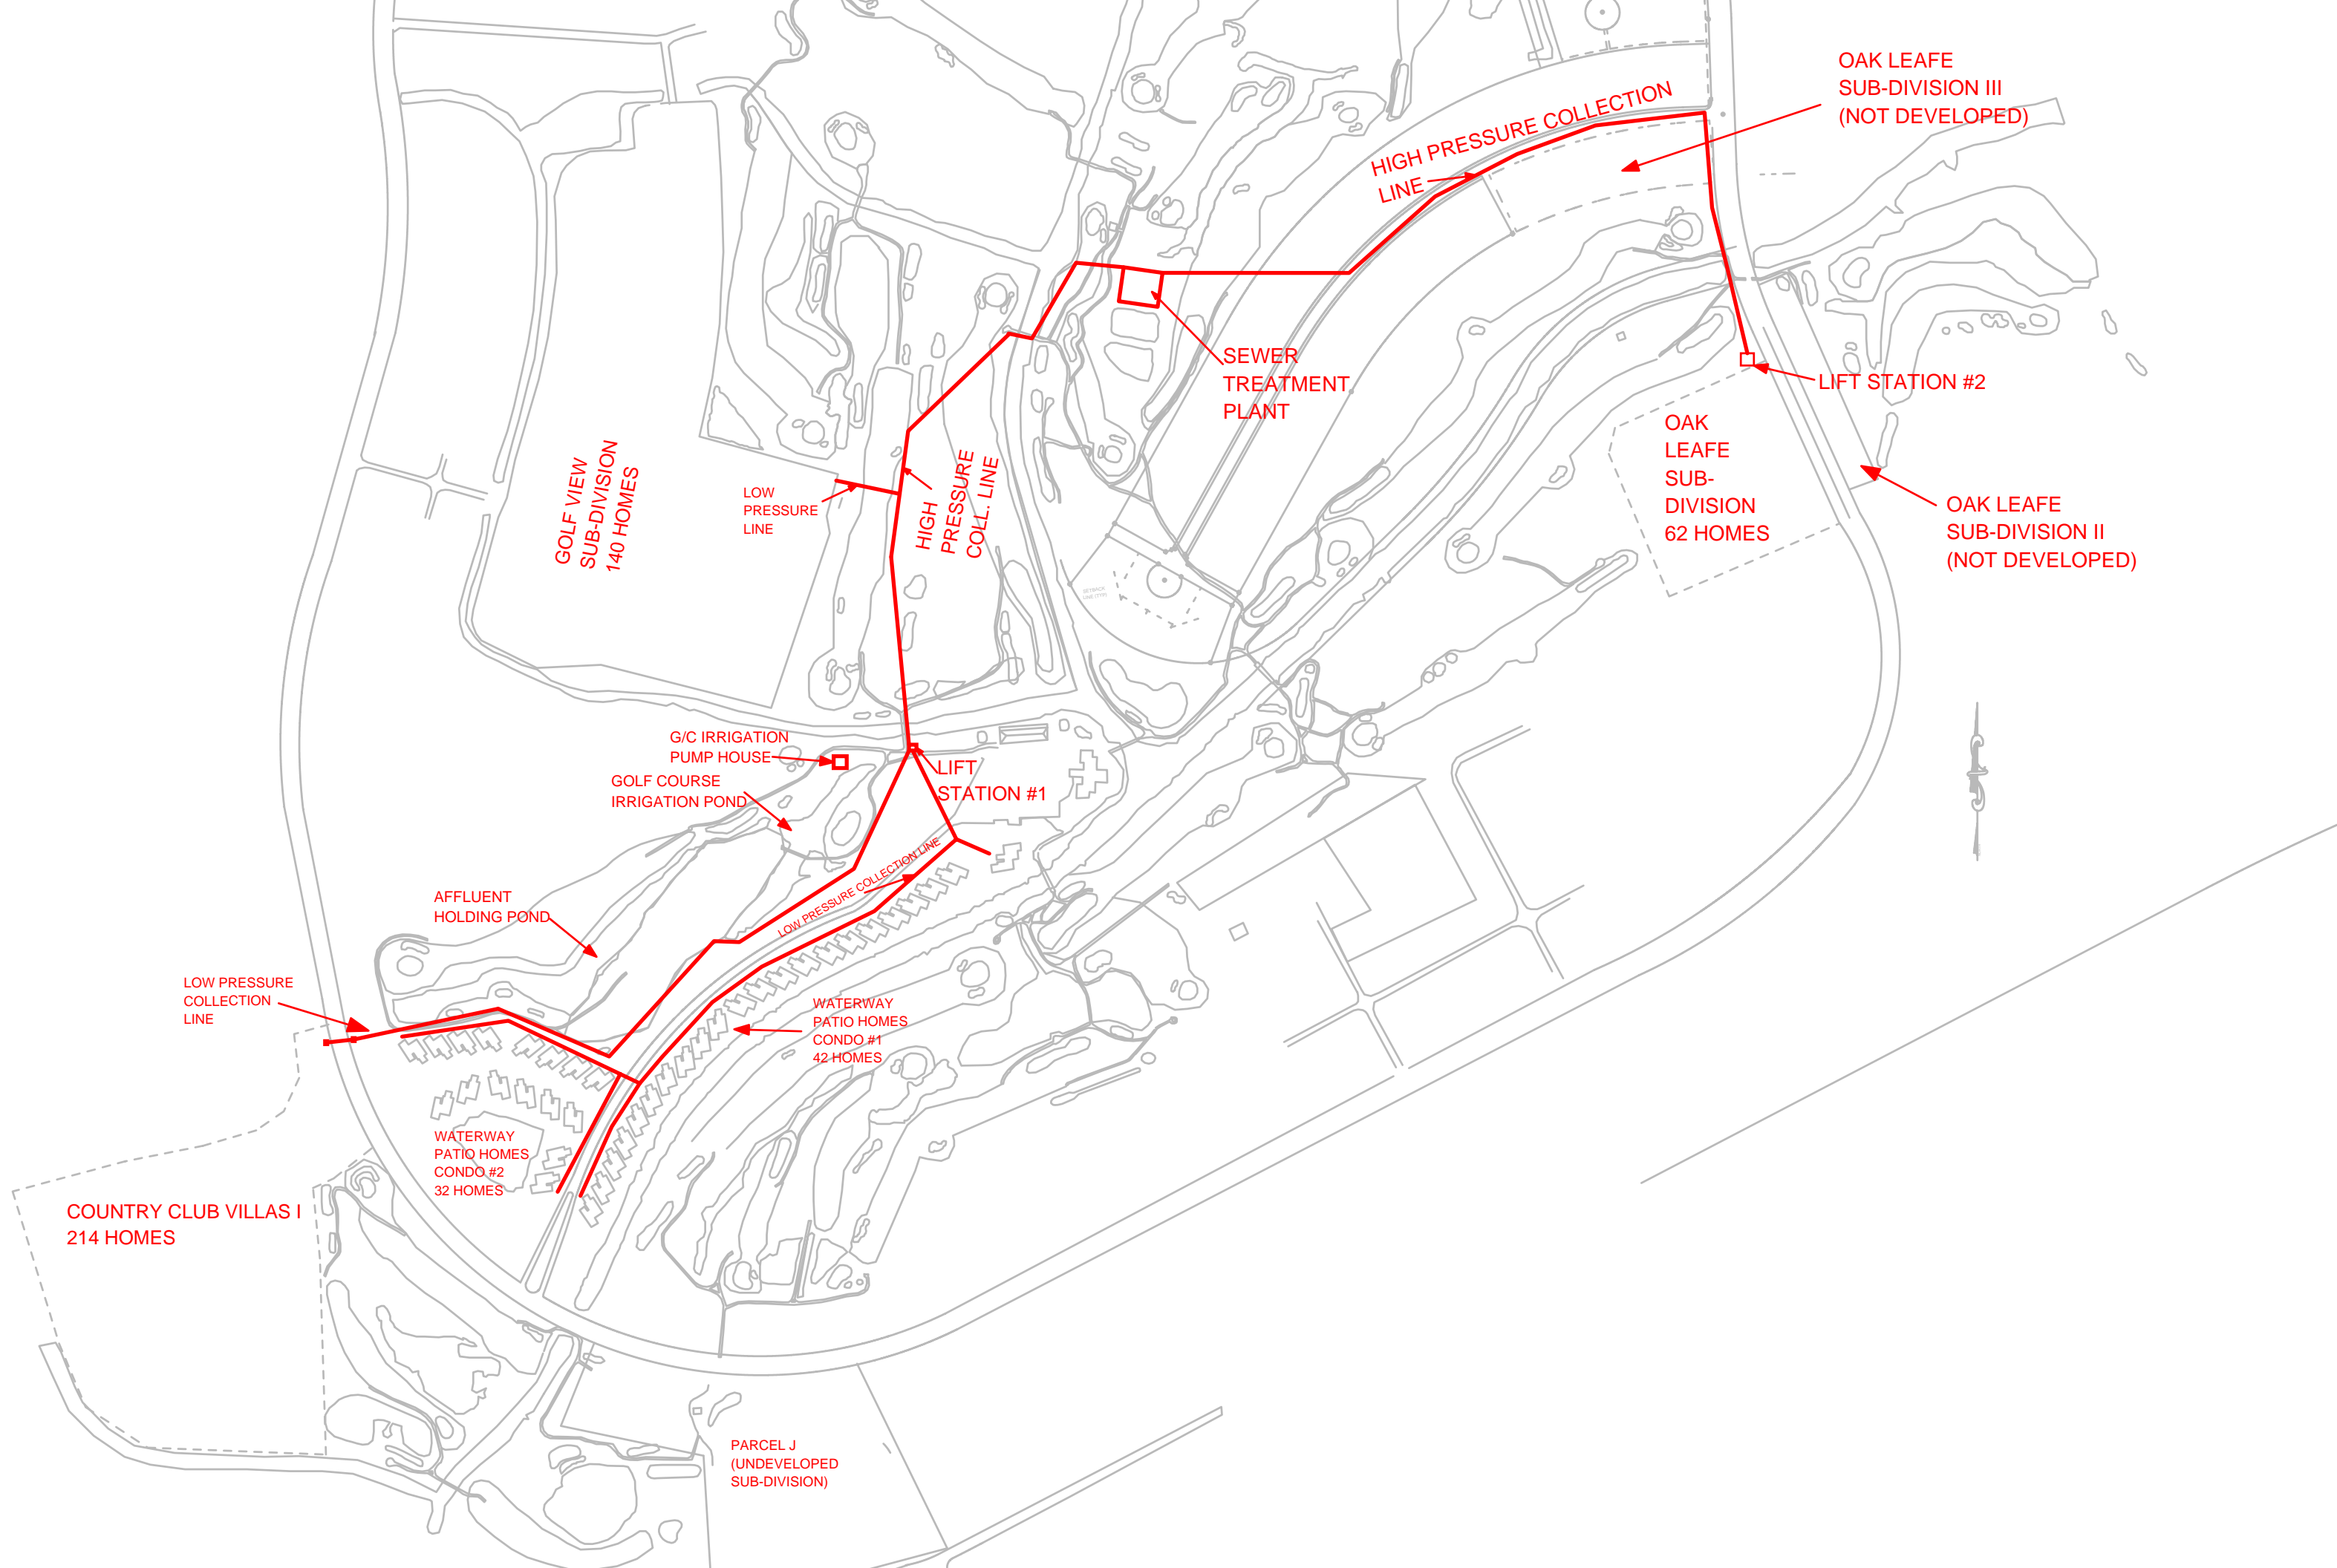 OAK LEAFE
SUB-DIVISION III
(NOT DEVELOPED)
HIGH PRESSURE COLLECTION
LINE
SEWER
TREATMENT
PLANT
LIFT STATION #2
OAK
LEAFE
SUB-
DIVISION
62 HOMES
OAK LEAFE
SUB-DIVISION II
(NOT DEVELOPED)
GOLF VIEW
SUB-DIVISION
140 HOMES
LOW
PRESSURE
LINE
HIGH
PRESSURE
COLL. LINE
SETBACK
LINE (TYP)
G/C IRRIGATION
PUMP HOUSE
GOLF COURSE
IRRIGATION POND
LIFT
STATION #1
LOW PRESSURE COLLECTION LINE
AFFLUENT
HOLDING POND
LOW PRESSURE
COLLECTION
LINE
WATERWAY
PATIO HOMES
CONDO #1
42 HOMES
WATERWAY
PATIO HOMES
CONDO #2
32 HOMES
COUNTRY CLUB VILLAS I
214 HOMES
PARCEL J
(UNDEVELOPED
SUB-DIVISION)